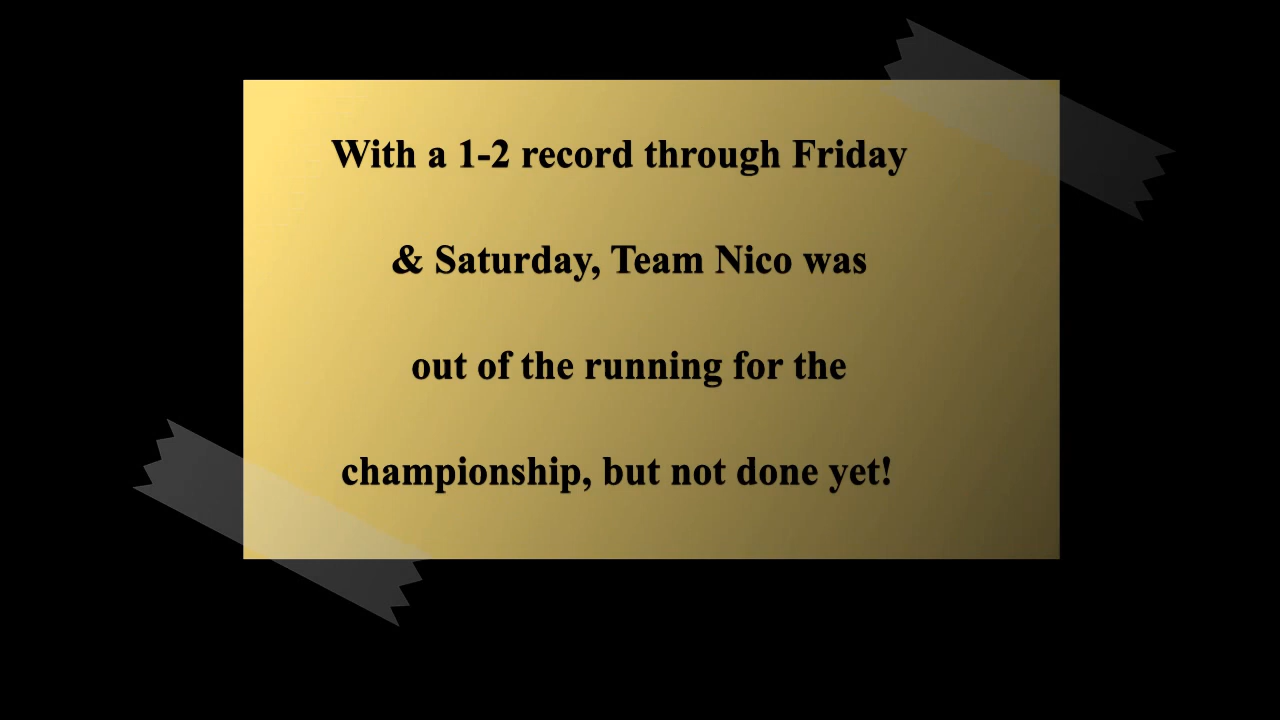 With a 1-2 record through Friday
& Saturday, Team Nico was
out of the running for the
championship, but not done yet!